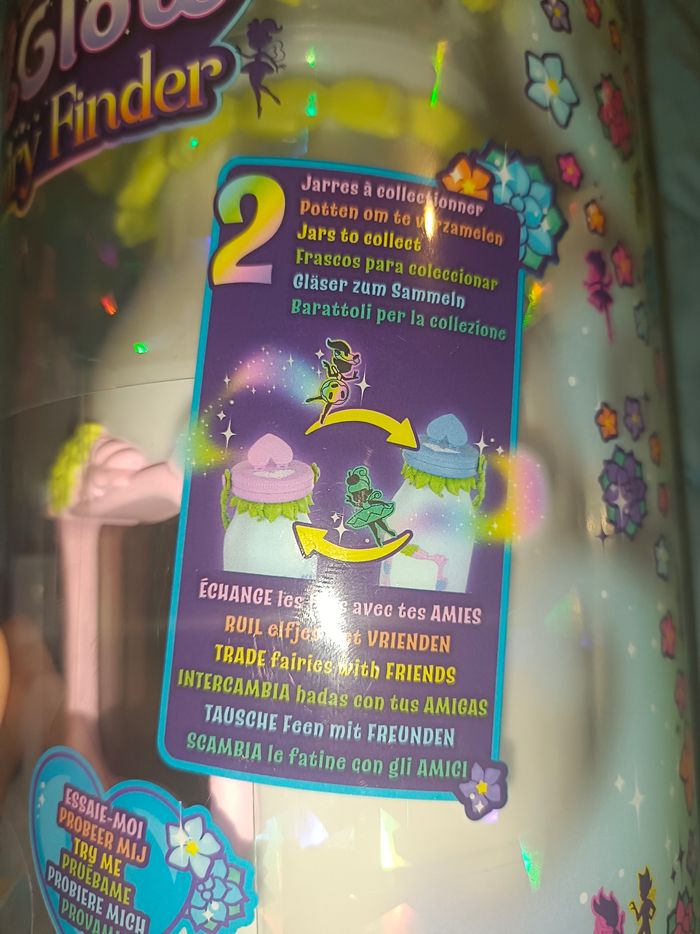 Glow
Finder
2
Jarres à collectionner
Potten om te verzamelen
Jars to collect
Frascos para coleccionar
Gläser zum Sammeln
Barattoli per la collezione
ÉCHANGE les avec tes AMIES
RUIL elfjes met VRIENDEN
TRADE fairies with FRIENDS
INTERCAMBIA hadas con tus AMIGAS
TAUSCHE Feen mit FREUNDEN
SCAMBIA le fatine con gli AMICI
ESSAIE-MOI
PROBEER MIJ
TRY ME
PRUÉBAME
PROBIERE MICH